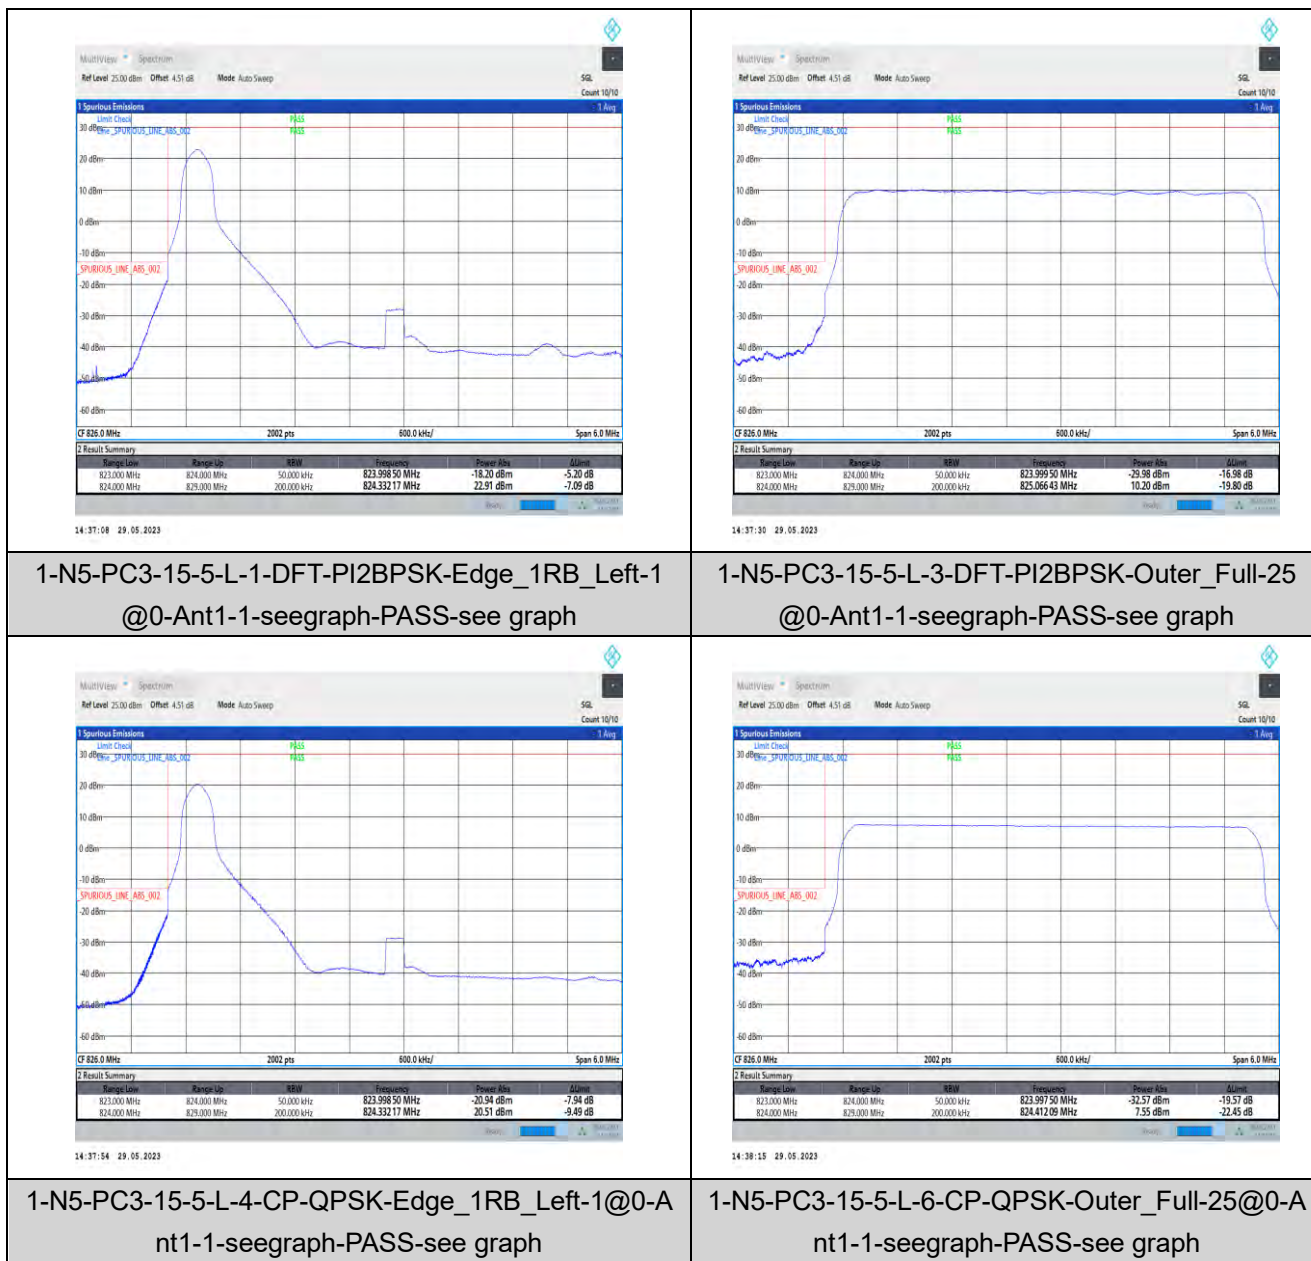 MultiView Spectrum
Ref Level 25.00 dBm Offset 4.51 dB Mode Auto Sweep SGL
Count 10/10
1 Spurious Emissions 1 Avg
Limit Check PASS
30 dBm Line _SPURIOUS_LINE_ABS_002 PASS
20 dBm
10 dBm
0 dBm
-10 dBm
_SPURIOUS_LINE_ABS_002
-20 dBm
-30 dBm
-40 dBm
-50 dBm
-60 dBm
CF 826.0 MHz 2002 pts 600.0 kHz/ Span 6.0 MHz
2 Result Summary
Range Low Range Up RBW Frequency Power Abs ΔLimit
823.000 MHz 824.000 MHz 50.000 kHz 823.998 50 MHz -18.20 dBm -5.20 dB
824.000 MHz 829.000 MHz 200.000 kHz 824.332 17 MHz 22.91 dBm -7.09 dB
Ready
14:37:08 29.05.2023
MultiView Spectrum
Ref Level 25.00 dBm Offset 4.51 dB Mode Auto Sweep SGL
Count 10/10
1 Spurious Emissions 1 Avg
Limit Check PASS
30 dBm Line _SPURIOUS_LINE_ABS_002 PASS
20 dBm
10 dBm
0 dBm
-10 dBm
_SPURIOUS_LINE_ABS_002
-20 dBm
-30 dBm
-40 dBm
-50 dBm
-60 dBm
CF 826.0 MHz 2002 pts 600.0 kHz/ Span 6.0 MHz
2 Result Summary
Range Low Range Up RBW Frequency Power Abs ΔLimit
823.000 MHz 824.000 MHz 50.000 kHz 823.999 50 MHz -29.98 dBm -16.98 dB
824.000 MHz 829.000 MHz 200.000 kHz 825.066 43 MHz 10.20 dBm -19.80 dB
Ready
14:37:30 29.05.2023
1-N5-PC3-15-5-L-1-DFT-PI2BPSK-Edge_1RB_Left-1
@0-Ant1-1-seegraph-PASS-see graph
1-N5-PC3-15-5-L-3-DFT-PI2BPSK-Outer_Full-25
@0-Ant1-1-seegraph-PASS-see graph
MultiView Spectrum
Ref Level 25.00 dBm Offset 4.51 dB Mode Auto Sweep SGL
Count 10/10
1 Spurious Emissions 1 Avg
Limit Check PASS
30 dBm Line _SPURIOUS_LINE_ABS_002 PASS
20 dBm
10 dBm
0 dBm
-10 dBm
_SPURIOUS_LINE_ABS_002
-20 dBm
-30 dBm
-40 dBm
-50 dBm
-60 dBm
CF 826.0 MHz 2002 pts 600.0 kHz/ Span 6.0 MHz
2 Result Summary
Range Low Range Up RBW Frequency Power Abs ΔLimit
823.000 MHz 824.000 MHz 50.000 kHz 823.998 50 MHz -20.94 dBm -7.94 dB
824.000 MHz 829.000 MHz 200.000 kHz 824.332 17 MHz 20.51 dBm -9.49 dB
Ready
14:37:54 29.05.2023
MultiView Spectrum
Ref Level 25.00 dBm Offset 4.51 dB Mode Auto Sweep SGL
Count 10/10
1 Spurious Emissions 1 Avg
Limit Check PASS
30 dBm Line _SPURIOUS_LINE_ABS_002 PASS
20 dBm
10 dBm
0 dBm
-10 dBm
_SPURIOUS_LINE_ABS_002
-20 dBm
-30 dBm
-40 dBm
-50 dBm
-60 dBm
CF 826.0 MHz 2002 pts 600.0 kHz/ Span 6.0 MHz
2 Result Summary
Range Low Range Up RBW Frequency Power Abs ΔLimit
823.000 MHz 824.000 MHz 50.000 kHz 823.997 50 MHz -32.57 dBm -19.57 dB
824.000 MHz 829.000 MHz 200.000 kHz 824.412 09 MHz 7.55 dBm -22.45 dB
Ready
14:38:15 29.05.2023
1-N5-PC3-15-5-L-4-CP-QPSK-Edge_1RB_Left-1@0-A
nt1-1-seegraph-PASS-see graph
1-N5-PC3-15-5-L-6-CP-QPSK-Outer_Full-25@0-A
nt1-1-seegraph-PASS-see graph